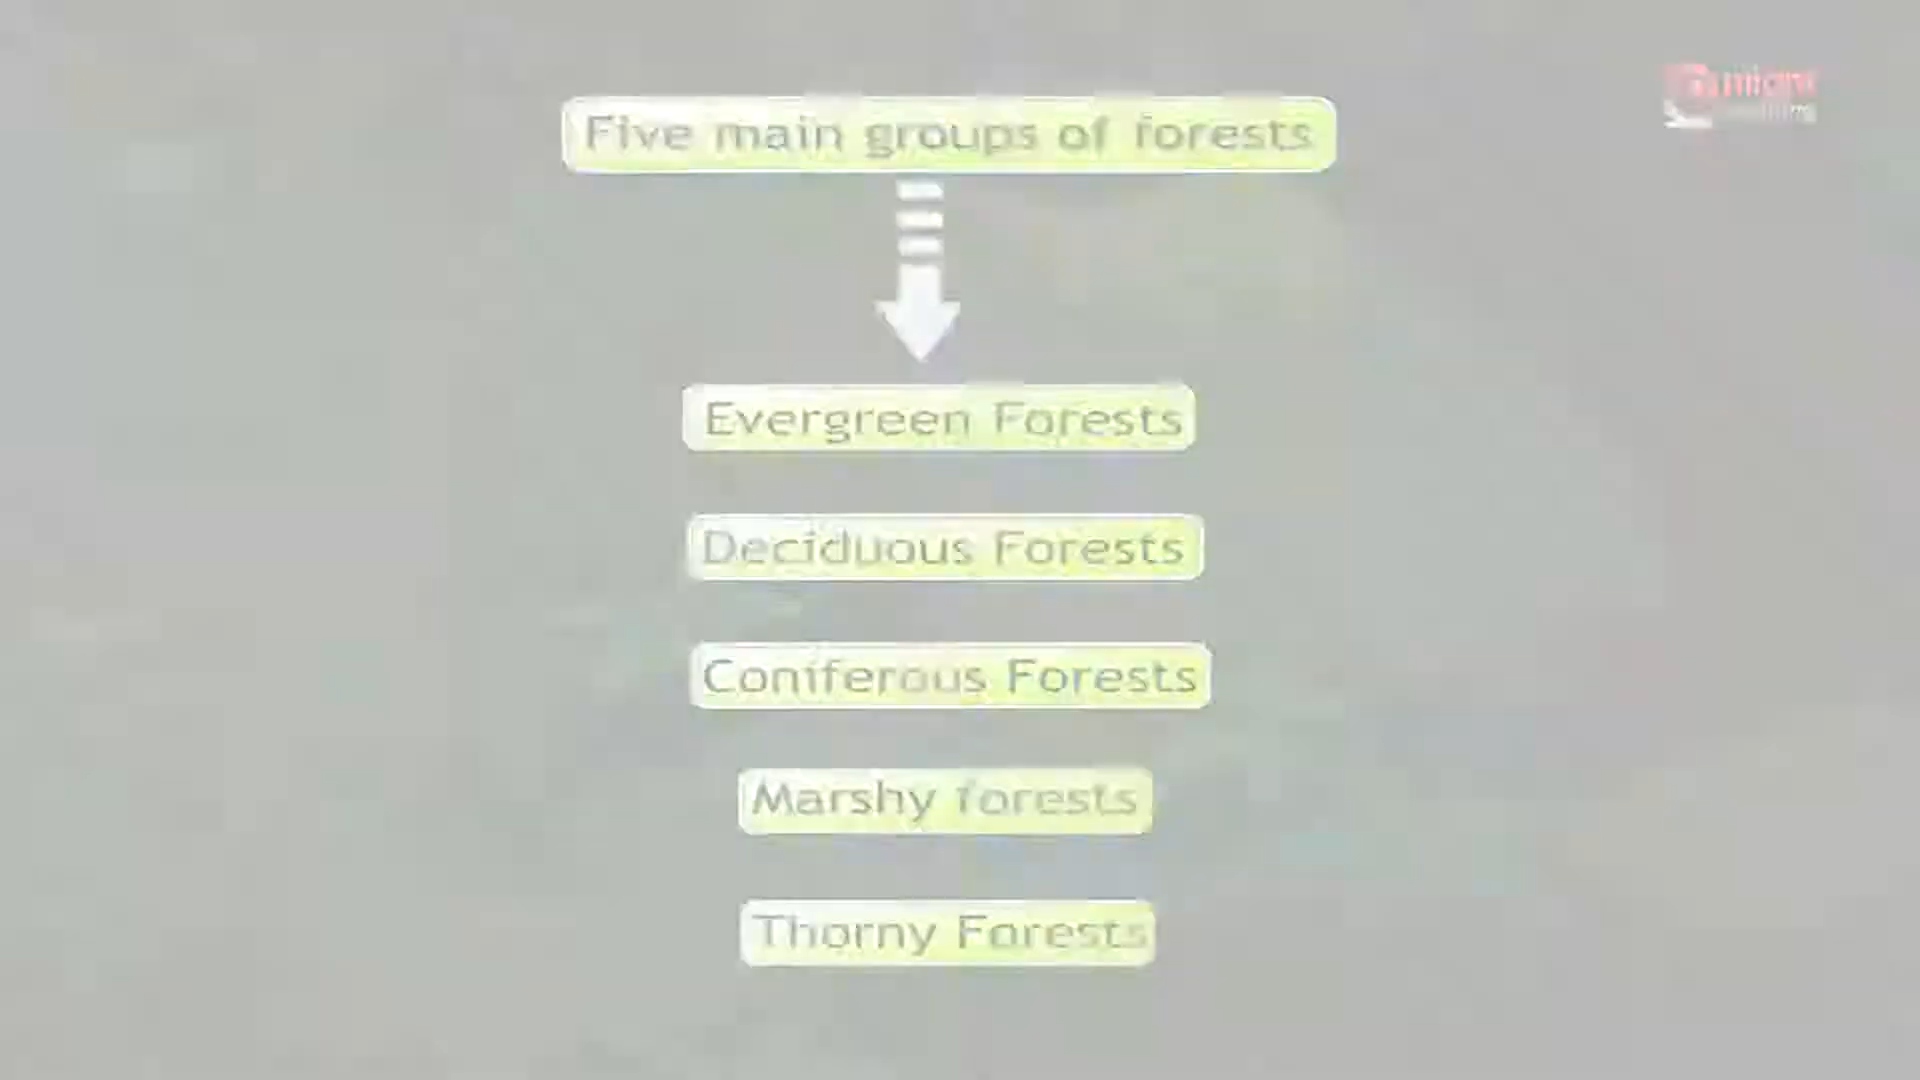 Five main groups of forests
Evergreen Forests
Deciduous Forests
Coniferous Forests
Marshy forests
Thorny Forests